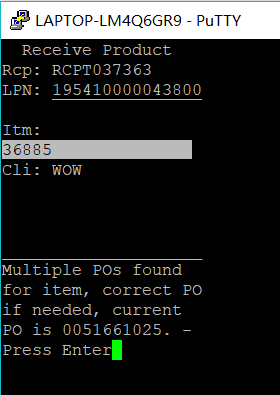 LAPTOP-LM4Q6GR9 - PuTTY
Receive Product
Rcp: RCPT037363
LPN: 195410000043800
Itm:
36885
Cli: WOW
Multiple POs found
for item, correct PO
if needed, current
PO is 0051661025. -
Press Enter